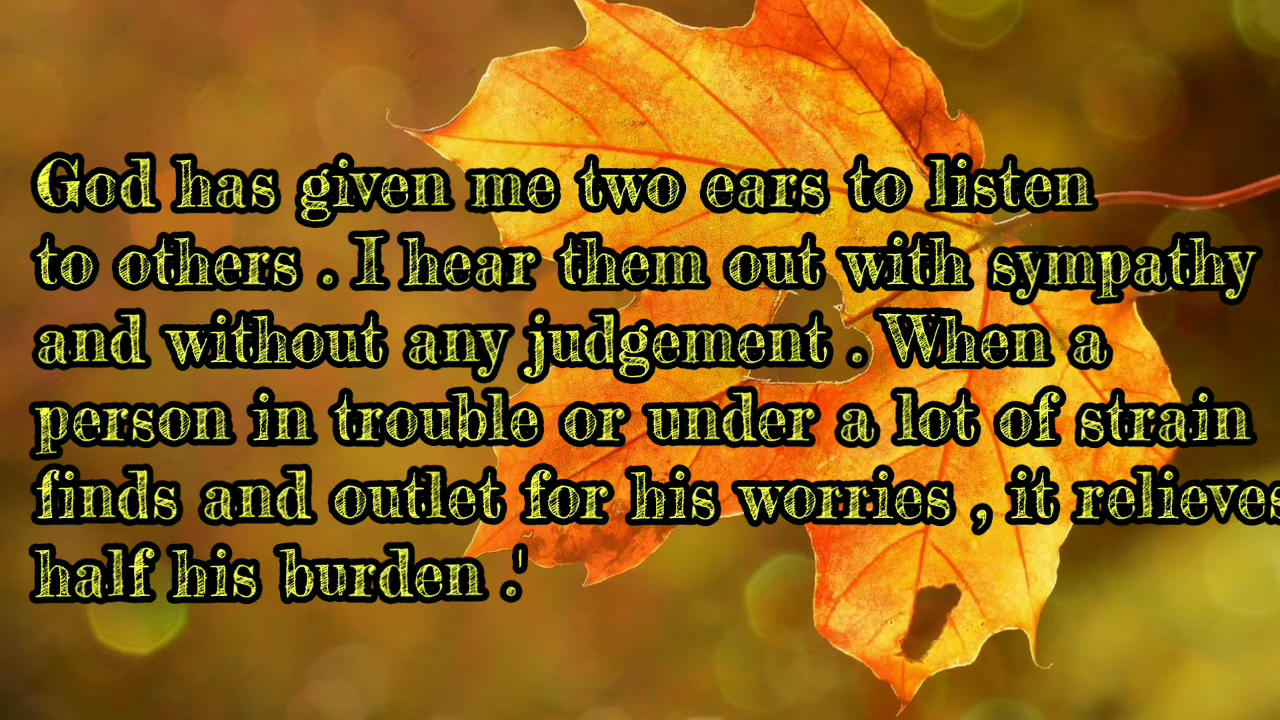 God has given me two ears to listen
to others . I hear them out with sympathy
and without any judgement . When a
person in trouble or under a lot of strain
finds and outlet for his worries , it relieves
half his burden .'